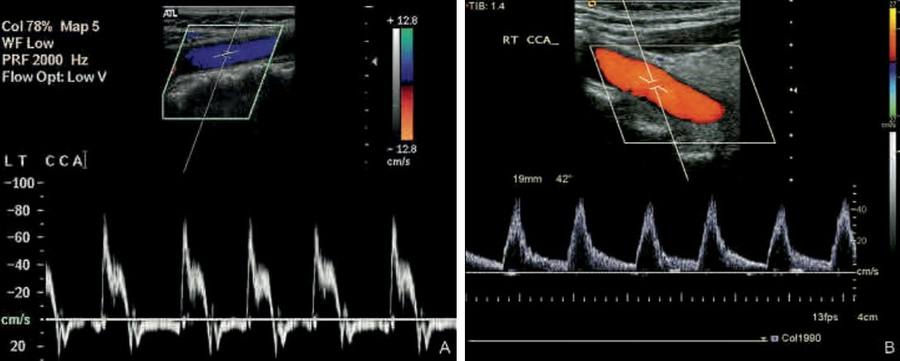 ATL
Col 78% Map 5
WF Low
PRF 2000 Hz
Flow Opt: Low V
+ 12.8
− 12.8
cm/s
LT CCA
-100
-80
-60
-40
-20
cm/s
20
A
TIB: 1.4
RT CCA_
cm/s
19mm 42°
40
20
cm/s
13fps 4cm
Col1990
B